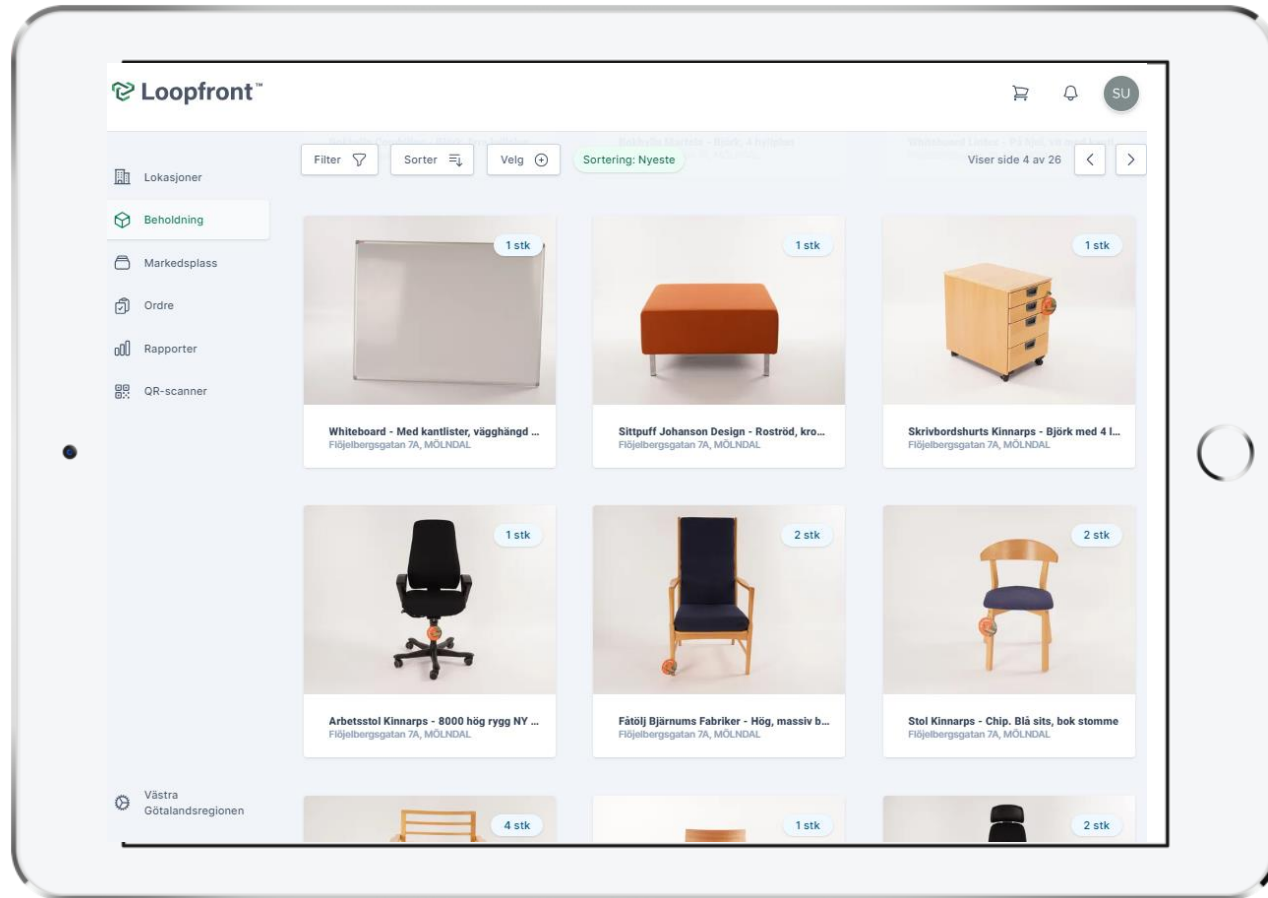 Loopfront™
SU
Filter
Sorter
Velg
Sortering: Nyeste
Viser side 4 av 26
Lokasjoner
Beholdning
Markedsplass
Ordre
Rapporter
QR-scanner
1 stk
1 stk
1 stk
Whiteboard - Med kantlister, vägghängd ...
Flöjelbergsgatan 7A, MÖLNDAL
Sittpuff Johanson Design - Roströd, kro...
Flöjelbergsgatan 7A, MÖLNDAL
Skrivbordshurts Kinnarps - Björk med 4 l...
Flöjelbergsgatan 7A, MÖLNDAL
1 stk
2 stk
2 stk
Arbetsstol Kinnarps - 8000 hög rygg NY ...
Flöjelbergsgatan 7A, MÖLNDAL
Fåtölj Bjärnums Fabriker - Hög, massiv b...
Flöjelbergsgatan 7A, MÖLNDAL
Stol Kinnarps - Chip. Blå sits, bok stomme
Flöjelbergsgatan 7A, MÖLNDAL
4 stk
1 stk
2 stk
Västra
Götalandsregionen